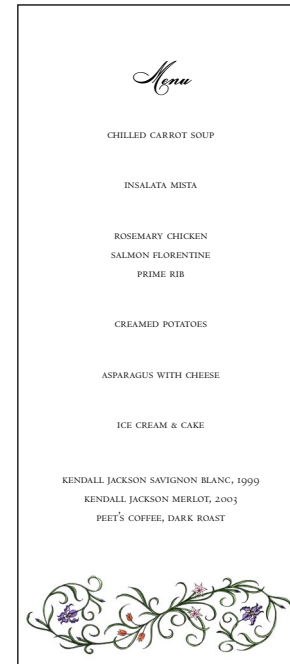 Menu
CHILLED CARROT SOUP
INSALATA MISTA
ROSEMARY CHICKEN
SALMON FLORENTINE
PRIME RIB
CREAMED POTATOES
ASPARAGUS WITH CHEESE
ICE CREAM & CAKE
KENDALL JACKSON SAVIGNON BLANC, 1999
KENDALL JACKSON MERLOT, 2003
PEET'S COFFEE, DARK ROAST